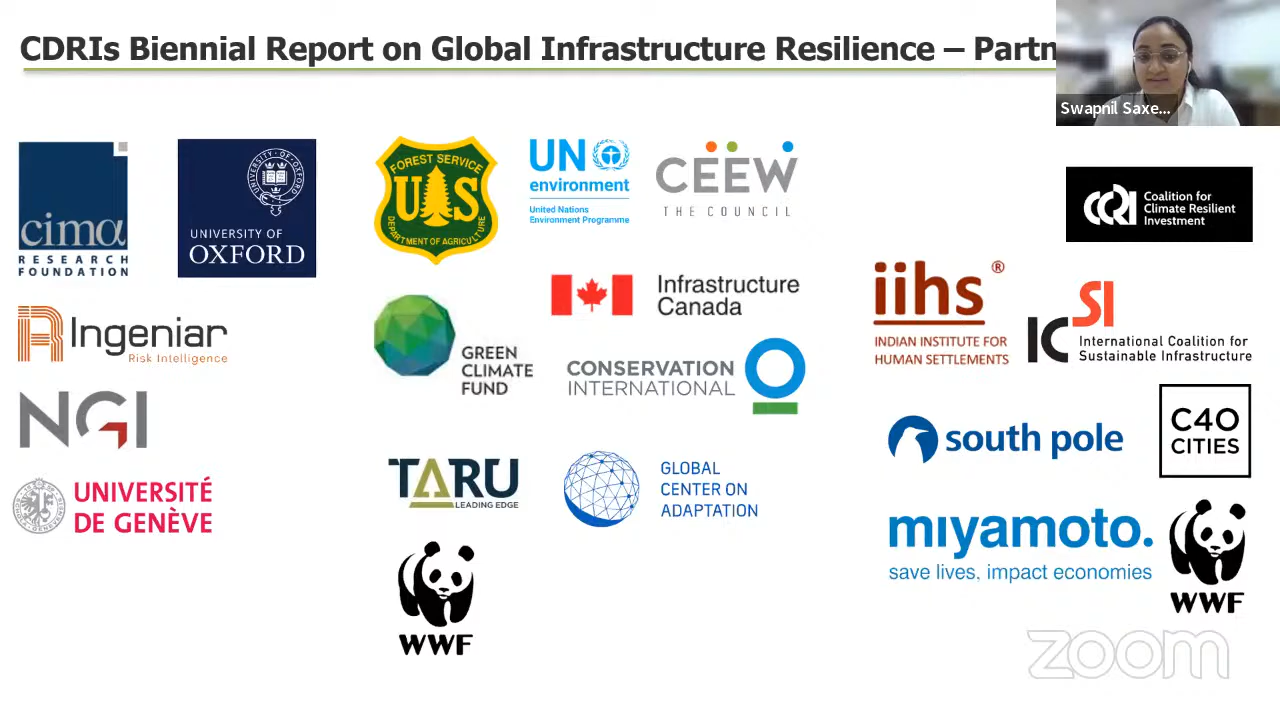 CDRIs Biennial Report on Global Infrastructure Resilience – Partn
Swapnil Saxe...
cima
RESEARCH
FOUNDATION
UNIVERSITY OF OXFORD
UNIVERSITY OF
OXFORD
Ingeniar
Risk Intelligence
NGI
UNIVERSITÉ
DE GENÈVE
FOREST SERVICE
U S
DEPARTMENT OF AGRICULTURE
UN
environment
United Nations
Environment Programme
CEEW
THE COUNCIL
GREEN
CLIMATE
FUND
Infrastructure
Canada
CONSERVATION
INTERNATIONAL
TARU
LEADING EDGE
GLOBAL
CENTER ON
ADAPTATION
WWF
CCRI
Coalition for
Climate Resilient
Investment
iihs®
INDIAN INSTITUTE FOR
HUMAN SETTLEMENTS
ICSI
International Coalition for
Sustainable Infrastructure
south pole
C40
CITIES
miyamoto.
save lives, impact economies
WWF
zoom